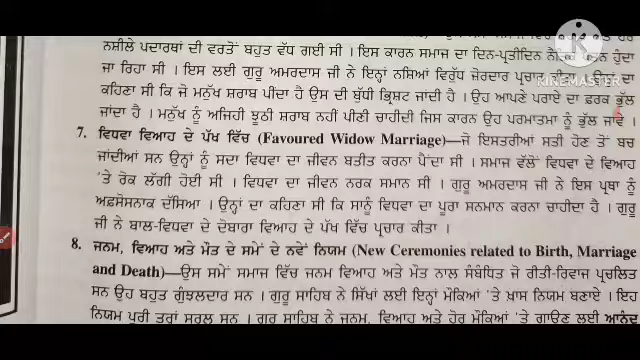 ਨਸ਼ੀਲੇ ਪਦਾਰਥਾਂ ਦੀ ਵਰਤੋਂ ਬਹੁਤ ਵੱਧ ਗਈ ਸੀ । ਇਸ ਕਾਰਨ ਸਮਾਜ ਦਾ ਦਿਨ-ਪ੍ਰਤੀਦਿਨ ਹੁੰਦਾ
ਜਾ ਰਿਹਾ ਸੀ । ਇਸ ਲਈ ਗੁਰੂ ਅਮਰਦਾਸ ਜੀ ਨੇ ਇਨ੍ਹਾਂ ਨਸ਼ਿਆਂ ਵਿਰੁੱਧ ਜ਼ੋਰਦਾਰ ਪ੍ਰਚਾਰ
KINEMASTER
ਕਹਿਣਾ ਸੀ ਕਿ ਜੋ ਮਨੁੱਖ ਸ਼ਰਾਬ ਪੀਂਦਾ ਹੈ ਉਸ ਦੀ ਬੁੱਧੀ ਭ੍ਰਿਸ਼ਟ ਜਾਂਦੀ ਹੈ । ਉਹ ਆਪਣੇ ਪਰਾਏ ਦਾ ਫ਼ਰਕ ਭੁੱਲ
ਜਾਂਦਾ ਹੈ । ਮਨੁੱਖ ਨੂੰ ਅਜਿਹੀ ਝੂਠੀ ਸ਼ਰਾਬ ਨਹੀਂ ਪੀਣੀ ਚਾਹੀਦੀ ਜਿਸ ਕਾਰਨ ਉਹ ਪਰਮਾਤਮਾ ਨੂੰ ਭੁੱਲ ਜਾਵੇ ।
7. ਵਿਧਵਾ ਵਿਆਹ ਦੇ ਪੱਖ ਵਿੱਚ (Favoured Widow Marriage)—ਜੋ ਇਸਤਰੀਆਂ ਸਤੀ ਹੋਣ ਤੋਂ ਬਚ
ਜਾਂਦੀਆਂ ਸਨ ਉਨ੍ਹਾਂ ਨੂੰ ਸਦਾ ਵਿਧਵਾ ਦਾ ਜੀਵਨ ਬਤੀਤ ਕਰਨਾ ਪੈਂਦਾ ਸੀ । ਸਮਾਜ ਵੱਲੋਂ ਵਿਧਵਾ ਦੇ ਵਿਆਹ
'ਤੇ ਰੋਕ ਲੱਗੀ ਹੋਈ ਸੀ । ਵਿਧਵਾ ਦਾ ਜੀਵਨ ਨਰਕ ਸਮਾਨ ਸੀ । ਗੁਰੂ ਅਮਰਦਾਸ ਜੀ ਨੇ ਇਸ ਪ੍ਰਥਾ ਨੂੰ
ਅਫ਼ਸੋਸਨਾਕ ਦੱਸਿਆ । ਉਨ੍ਹਾਂ ਦਾ ਕਹਿਣਾ ਸੀ ਕਿ ਸਾਨੂੰ ਵਿਧਵਾ ਦਾ ਪੂਰਾ ਸਨਮਾਨ ਕਰਨਾ ਚਾਹੀਦਾ ਹੈ । ਗੁਰੂ
ਜੀ ਨੇ ਬਾਲ-ਵਿਧਵਾ ਦੇ ਦੋਬਾਰਾ ਵਿਆਹ ਦੇ ਪੱਖ ਵਿੱਚ ਪ੍ਰਚਾਰ ਕੀਤਾ ।
8. ਜਨਮ, ਵਿਆਹ ਅਤੇ ਮੌਤ ਦੇ ਸਮੇਂ ਦੇ ਨਵੇਂ ਨਿਯਮ (New Ceremonies related to Birth, Marriage
and Death)—ਉਸ ਸਮੇਂ ਸਮਾਜ ਵਿੱਚ ਜਨਮ ਵਿਆਹ ਅਤੇ ਮੌਤ ਨਾਲ ਸੰਬੰਧਿਤ ਜੋ ਰੀਤੀ-ਰਿਵਾਜ ਪ੍ਰਚਲਿਤ
ਸਨ ਉਹ ਬਹੁਤ ਗੁੰਝਲਦਾਰ ਸਨ । ਗੁਰੂ ਸਾਹਿਬ ਨੇ ਸਿੱਖਾਂ ਲਈ ਇਨ੍ਹਾਂ ਮੌਕਿਆਂ 'ਤੇ ਖ਼ਾਸ ਨਿਯਮ ਬਣਾਏ । ਇਹ
ਨਿਯਮ ਪੂਰੀ ਤਰ੍ਹਾਂ ਸਰਲ ਸਨ । ਗੁਰੂ ਸਾਹਿਬ ਨੇ ਜਨਮ, ਵਿਆਹ ਅਤੇ ਹੋਰ ਮੌਕਿਆਂ 'ਤੇ ਗਾਉਣ ਲਈ ਆਨੰਦ